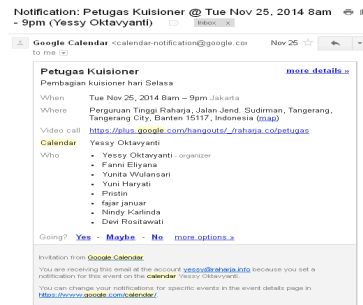 Notification: Petugas Kuisioner @ Tue Nov 25, 2014 8am
- 9pm (Yessy Oktavyanti)
Inbox x
Google Calendar <calendar-notification@google.cor
Nov 25
to me
Petugas Kuisioner
more details »
Pembagian kuisioner hari Selasa
When Tue Nov 25, 2014 8am – 9pm Jakarta
Where Perguruan Tinggi Raharja, Jalan Jend. Sudirman, Tangerang,
Tangerang City, Banten 15117, Indonesia (map)
Video call https://plus.google.com/hangouts/_/raharja.co/petugas
Calendar Yessy Oktavyanti
Who • Yessy Oktavyanti - organizer
• Fanni Eliyana
• Yunita Wulansari
• Yuni Haryati
• Pristin
• fajar januar
• Nindy Karlinda
• Devi Rositawati
Going? Yes - Maybe - No more options »
Invitation from Google Calendar
You are receiving this email at the account yessy@raharja.info because you set a
notification for this event on the calendar Yessy Oktavyanti.
You can change your notifications for specific events in the event details page in
https://www.google.com/calendar/.